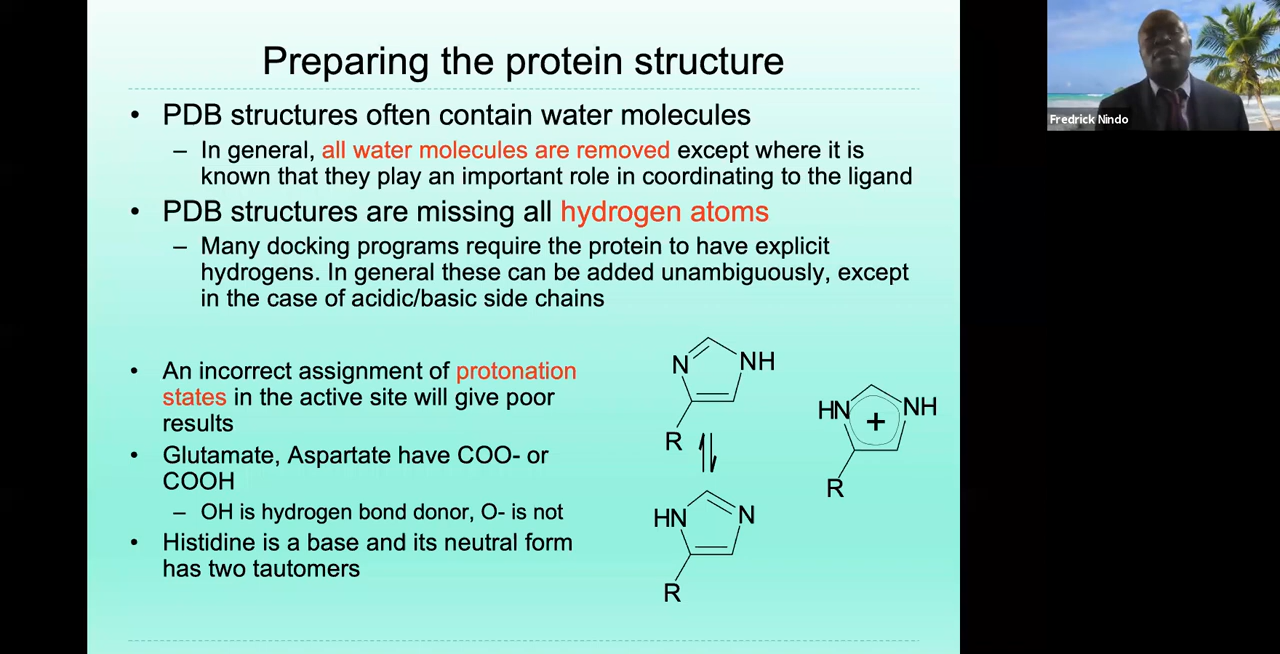 Preparing the protein structure
• PDB structures often contain water molecules
– In general, all water molecules are removed except where it is
known that they play an important role in coordinating to the ligand
• PDB structures are missing all hydrogen atoms
– Many docking programs require the protein to have explicit
hydrogens. In general these can be added unambiguously, except
in the case of acidic/basic side chains
• An incorrect assignment of protonation
states in the active site will give poor
results
• Glutamate, Aspartate have COO- or
COOH
– OH is hydrogen bond donor, O- is not
• Histidine is a base and its neutral form
has two tautomers
N NH
R
HN N
R
HN + NH
R
Fredrick Nindo